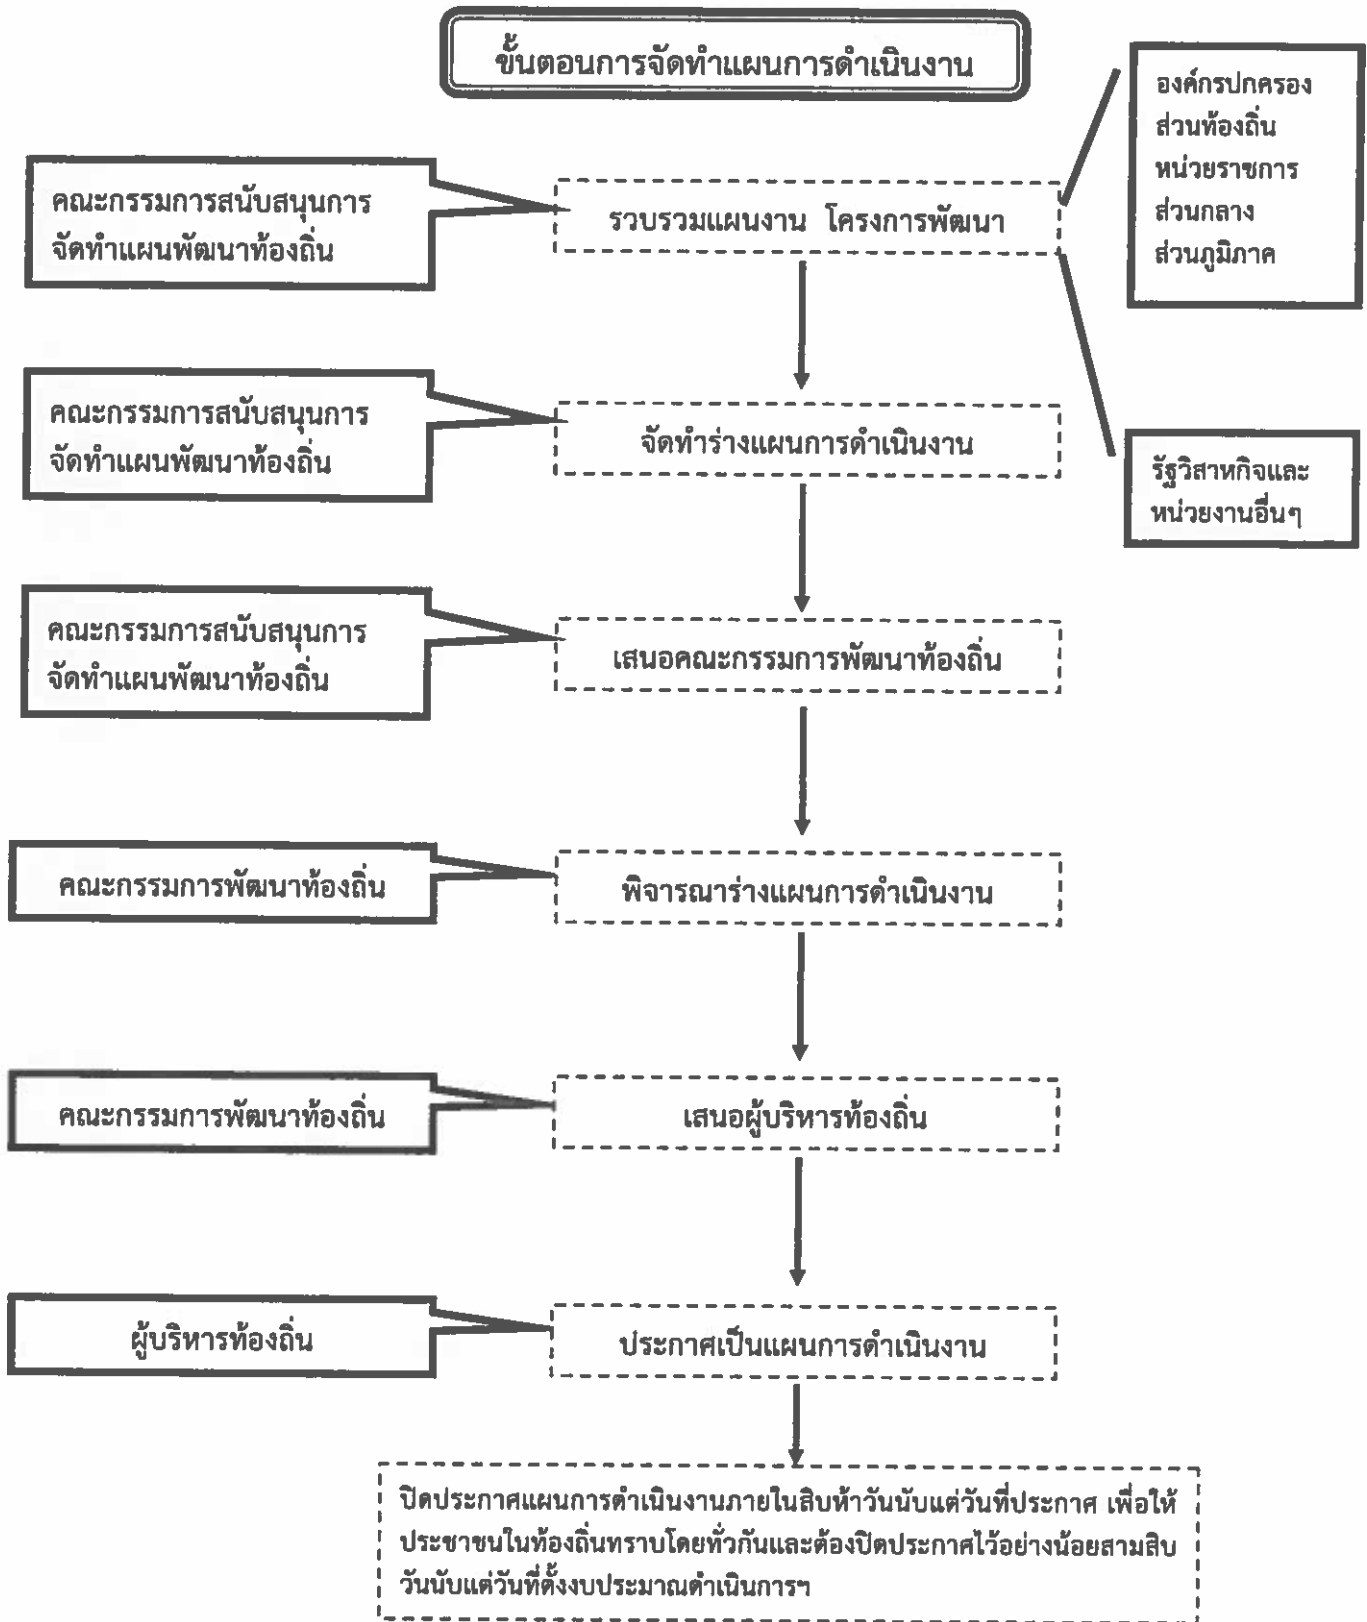 ขั้นตอนการจัดทำแผนการดำเนินงาน
องค์กรปกครอง
ส่วนท้องถิ่น
หน่วยราชการ
ส่วนกลาง
ส่วนภูมิภาค
คณะกรรมการสนับสนุนการ
จัดทำแผนพัฒนาท้องถิ่น
รวบรวมแผนงาน โครงการพัฒนา
คณะกรรมการสนับสนุนการ
จัดทำแผนพัฒนาท้องถิ่น
จัดทำร่างแผนการดำเนินงาน
รัฐวิสาหกิจและ
หน่วยงานอื่นๆ
คณะกรรมการสนับสนุนการ
จัดทำแผนพัฒนาท้องถิ่น
เสนอคณะกรรมการพัฒนาท้องถิ่น
คณะกรรมการพัฒนาท้องถิ่น
พิจารณาร่างแผนการดำเนินงาน
คณะกรรมการพัฒนาท้องถิ่น
เสนอผู้บริหารท้องถิ่น
ผู้บริหารท้องถิ่น
ประกาศเป็นแผนการดำเนินงาน
ปิดประกาศแผนการดำเนินงานภายในสิบห้าวันนับแต่วันที่ประกาศ เพื่อให้
ประชาชนในท้องถิ่นทราบโดยทั่วกันและต้องปิดประกาศไว้อย่างน้อยสามสิบ
วันนับแต่วันที่ตั้งงบประมาณดำเนินการฯ